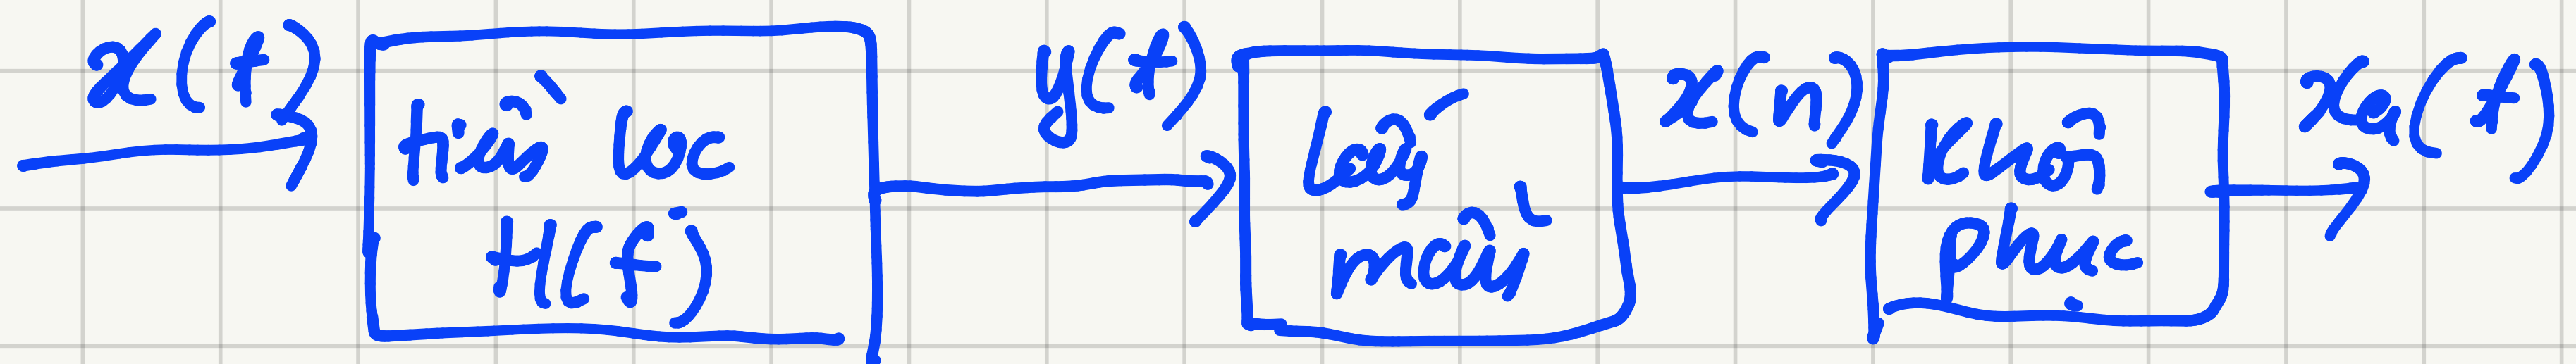 x(t)
tiền lọc
H(f)
y(t)
lấy
mẫu
x(n)
Khôi
phục
xa(t)